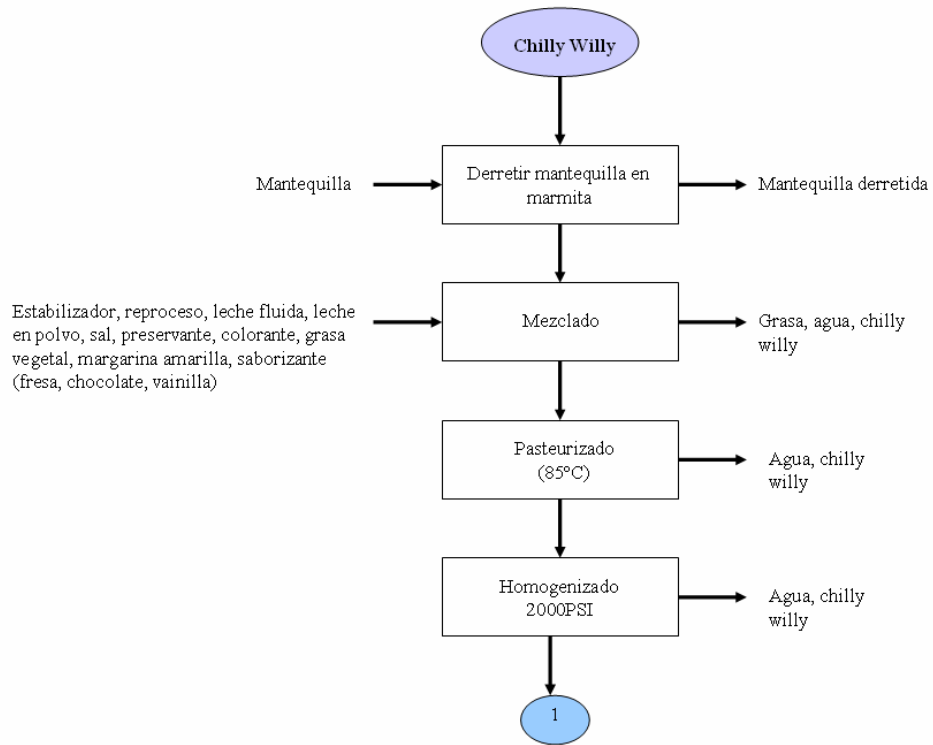 Chilly Willy
Mantequilla
Derretir mantequilla en
marmita
Mantequilla derretida
Estabilizador, reproceso, leche fluida, leche
en polvo, sal, preservante, colorante, grasa
vegetal, margarina amarilla, saborizante
(fresa, chocolate, vainilla)
Mezclado
Grasa, agua, chilly
willy
Pasteurizado
(85°C)
Agua, chilly
willy
Homogenizado
2000PSI
Agua, chilly
willy
1